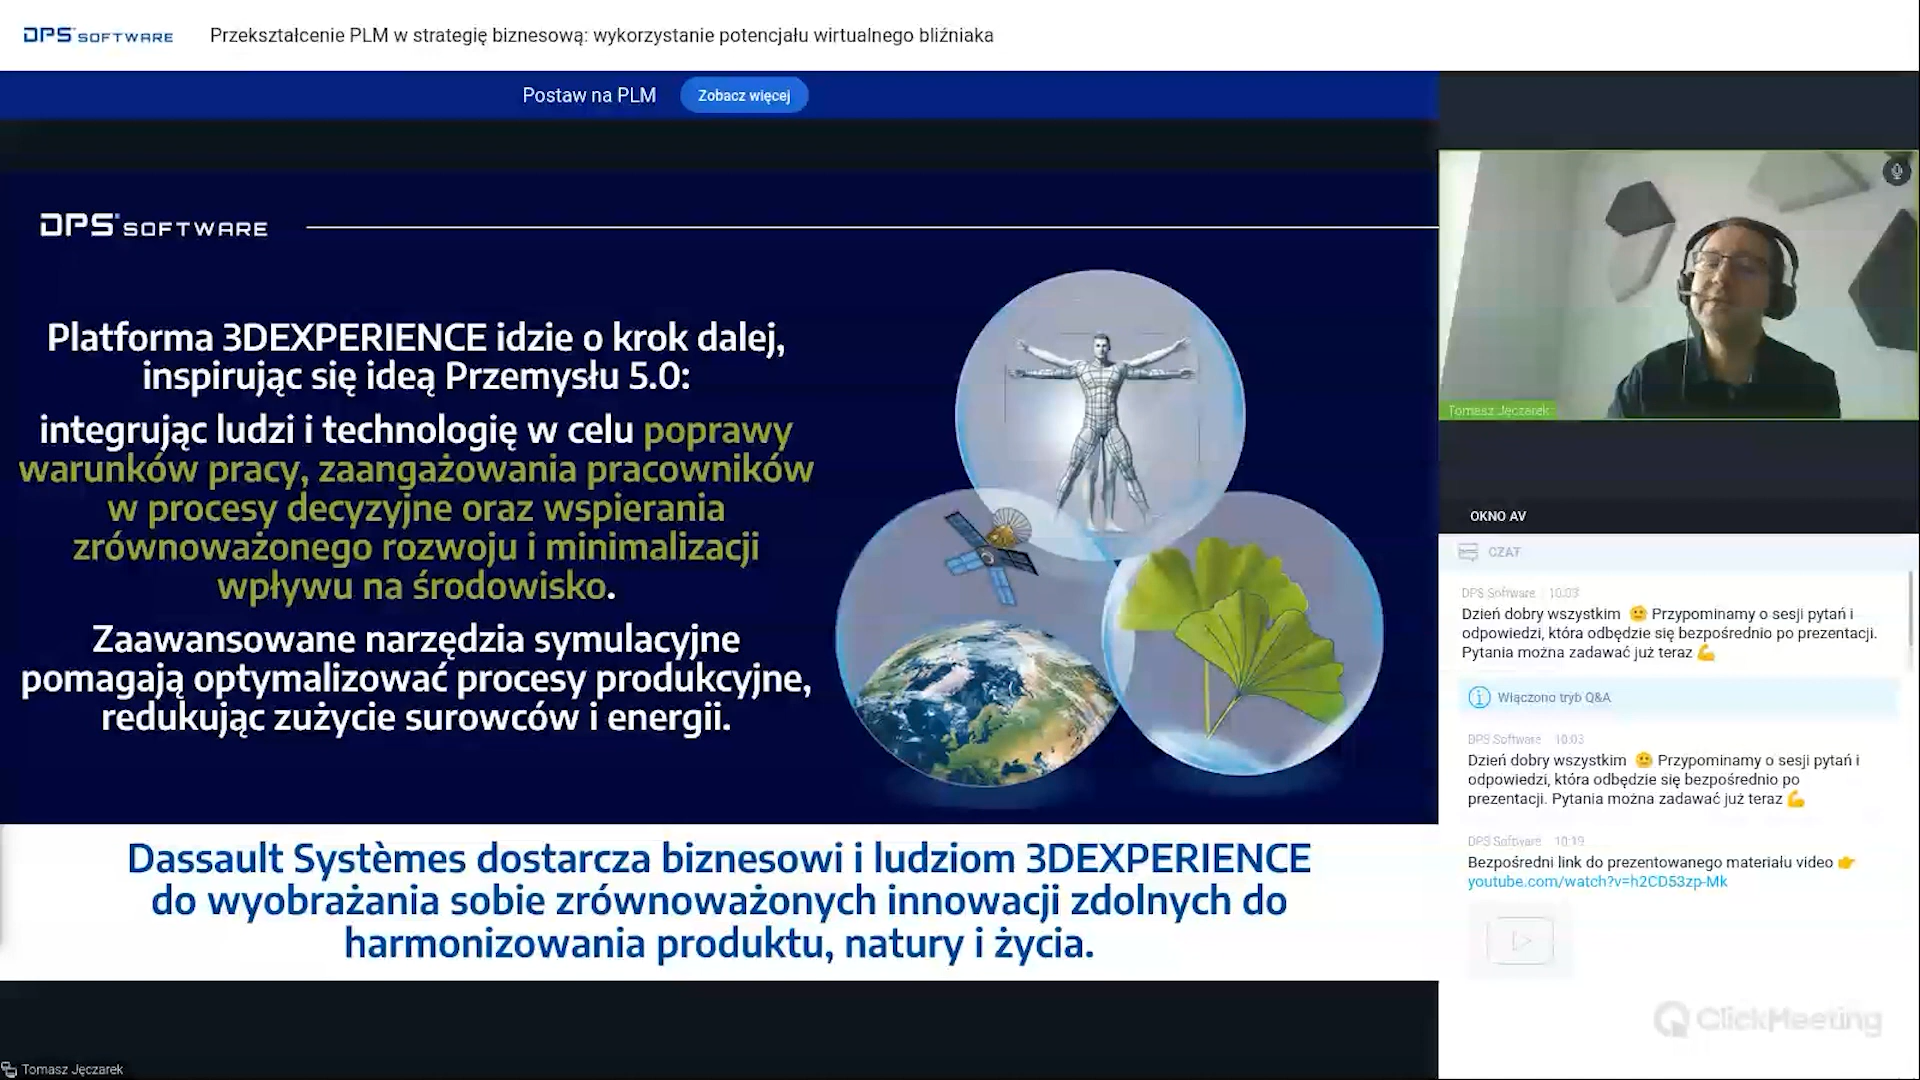 DPS SOFTWARE
Przekształcenie PLM w strategię biznesową: wykorzystanie potencjału wirtualnego bliźniaka
Postaw na PLM
Zobacz więcej
DPS SOFTWARE
Platforma 3DEXPERIENCE idzie o krok dalej,
inspirując się ideą Przemysłu 5.0:
integrując ludzi i technologię w celu poprawy
warunków pracy, zaangażowania pracowników
w procesy decyzyjne oraz wspierania
zrównoważonego rozwoju i minimalizacji
wpływu na środowisko.
Zaawansowane narzędzia symulacyjne
pomagają optymalizować procesy produkcyjne,
redukując zużycie surowców i energii.
Dassault Systèmes dostarcza biznesowi i ludziom 3DEXPERIENCE
do wyobrażania sobie zrównoważonych innowacji zdolnych do
harmonizowania produktu, natury i życia.
Tomasz Jęczarek
Tomasz Jęczarek
OKNO AV
CZAT
DPS Software 10:03
Dzień dobry wszystkim 🙂 Przypominamy o sesji pytań i
odpowiedzi, która odbędzie się bezpośrednio po prezentacji.
Pytania można zadawać już teraz 💪
Włączono tryb Q&A
DPS Software 10:03
Dzień dobry wszystkim 🙂 Przypominamy o sesji pytań i
odpowiedzi, która odbędzie się bezpośrednio po
prezentacji. Pytania można zadawać już teraz 💪
DPS Software 10:19
Bezpośredni link do prezentowanego materiału video 👉
youtube.com/watch?v=h2CD53zp-Mk
ClickMeeting